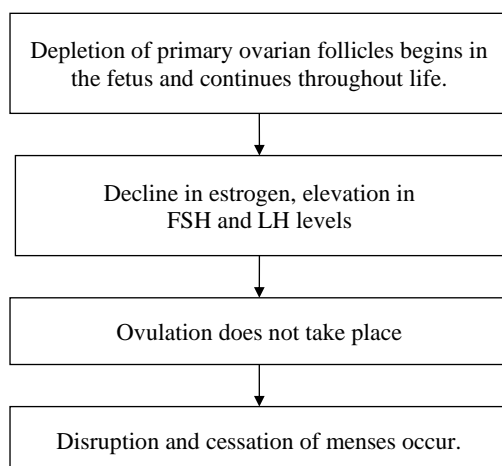 Depletion of primary ovarian follicles begins in
the fetus and continues throughout life.
Decline in estrogen, elevation in
FSH and LH levels
Ovulation does not take place
Disruption and cessation of menses occur.